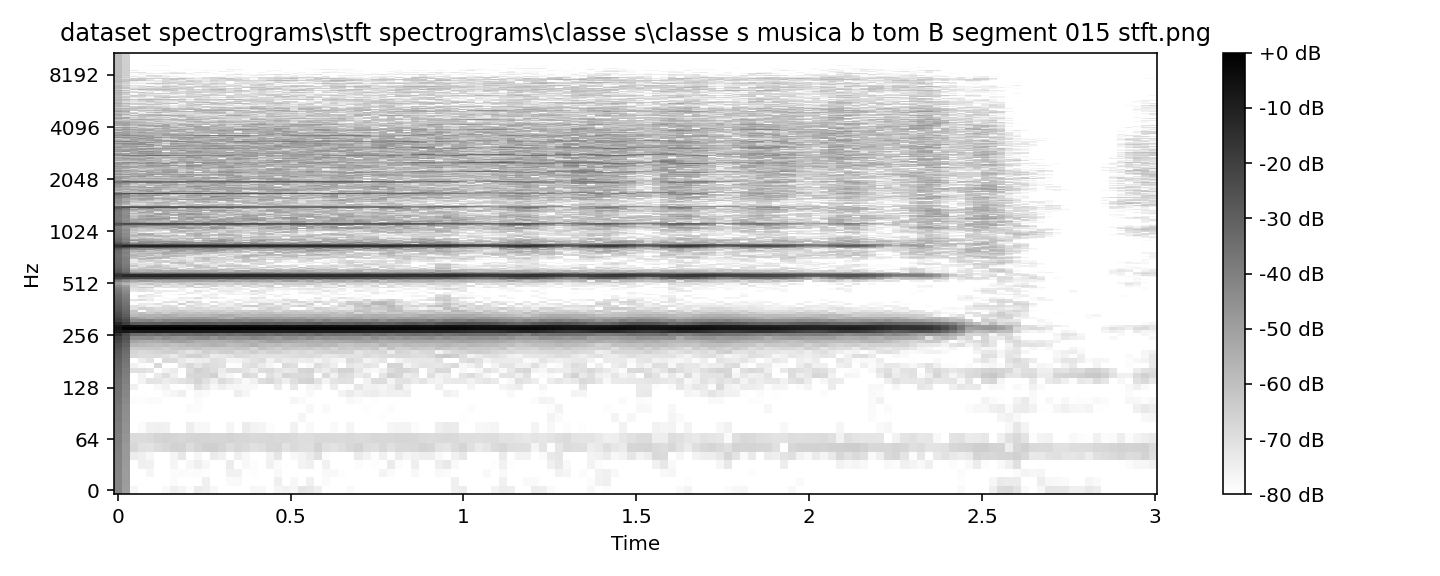 dataset spectrograms\stft spectrograms\classe s\classe s musica b tom B segment 015 stft.png
8192
4096
2048
1024
512
256
128
64
0
Hz
0
0.5
1
1.5
2
2.5
3
Time
+0 dB
-10 dB
-20 dB
-30 dB
-40 dB
-50 dB
-60 dB
-70 dB
-80 dB